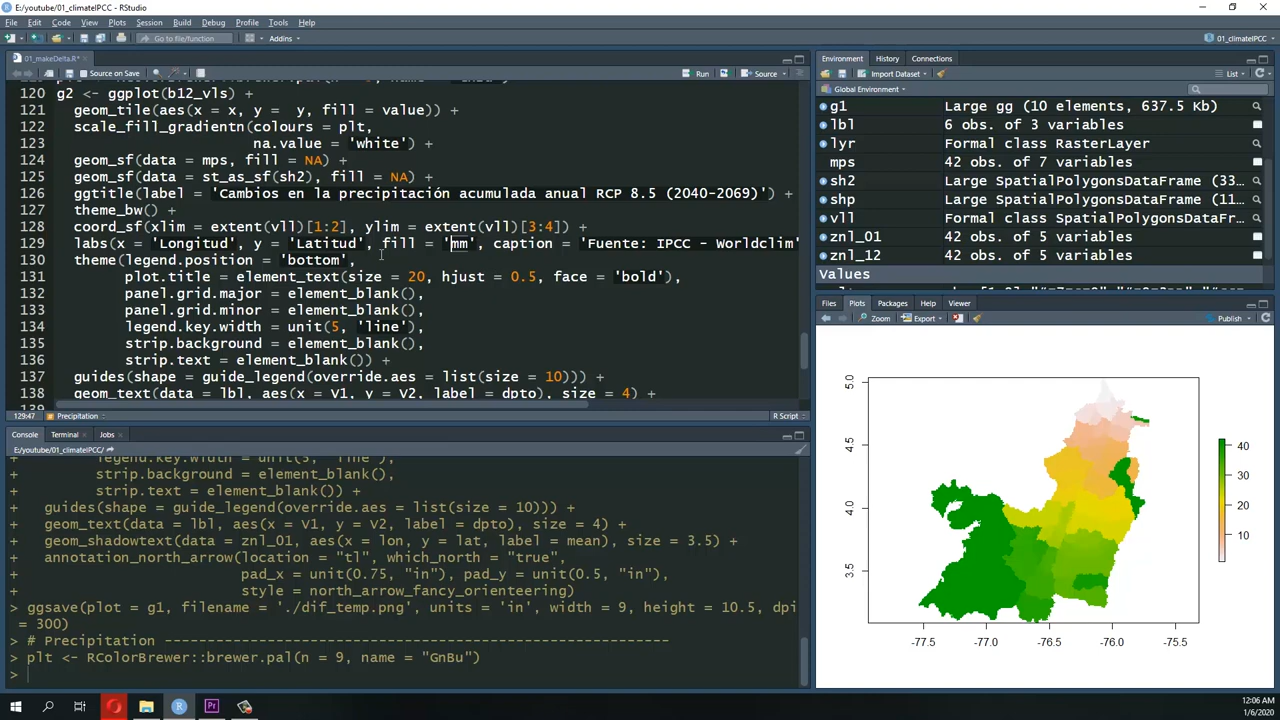 E:/youtube/01_climateIPCC - RStudio
File Edit Code View Plots Session Build Debug Profile Tools Help
Go to file/function Addins 01_climateIPCC
01_makeDelta.R*
Source on Save Run Source
120 g2 <- ggplot(b12_vls) +
121 geom_tile(aes(x = x, y =  y, fill = value)) +
122 scale_fill_gradientn(colours = plt,
123 na.value = 'white') +
124 geom_sf(data = mps, fill = NA) +
125 geom_sf(data = st_as_sf(sh2), fill = NA) +
126 ggtitle(label = 'Cambios en la precipitación acumulada anual RCP 8.5 (2040-2069)') +
127 theme_bw() +
128 coord_sf(xlim = extent(vll)[1:2], ylim = extent(vll)[3:4]) +
129 labs(x = 'Longitud', y = 'Latitud', fill = 'mm', caption = 'Fuente: IPCC - Worldclim'
130 theme(legend.position = 'bottom',
131 plot.title = element_text(size = 20, hjust = 0.5, face = 'bold'),
132 panel.grid.major = element_blank(),
133 panel.grid.minor = element_blank(),
134 legend.key.width = unit(5, 'line'),
135 strip.background = element_blank(),
136 strip.text = element_blank()) +
137 guides(shape = guide_legend(override.aes = list(size = 10))) +
138 geom_text(data = lbl, aes(x = V1, y = V2, label = dpto), size = 4) +
139
129:47 Precipitation R Script
Console Terminal Jobs
E:/youtube/01_climateIPCC/
+ legend.key.width = unit(5, 'line'),
+ strip.background = element_blank(),
+ strip.text = element_blank()) +
+ guides(shape = guide_legend(override.aes = list(size = 10))) +
+ geom_text(data = lbl, aes(x = V1, y = V2, label = dpto), size = 4) +
+ geom_shadowtext(data = znl_01, aes(x = lon, y = lat, label = mean), size = 3.5) +
+ annotation_north_arrow(location = "tl", which_north = "true",
+ pad_x = unit(0.75, "in"), pad_y = unit(0.5, "in"),
+ style = north_arrow_fancy_orienteering)
> ggsave(plot = g1, filename = './dif_temp.png', units = 'in', width = 9, height = 10.5, dpi
= 300)
> # Precipitation ---------------------------------------------------------------
> plt <- RColorBrewer::brewer.pal(n = 9, name = "GnBu")
>
Environment History Connections
Import Dataset List
Global Environment
g1 Large gg (10 elements, 637.5 Kb)
lbl 6 obs. of 3 variables
lyr Formal class RasterLayer
mps 42 obs. of 7 variables
sh2 Large SpatialPolygonsDataFrame (33…
shp Large SpatialPolygonsDataFrame (11…
vll Formal class SpatialPolygonsDataFr…
znl_01 42 obs. of 5 variables
znl_12 42 obs. of 5 variables
Values
Files Plots Packages Help Viewer
Zoom Export Publish
5.0
4.5
4.0
3.5
-77.5 -77.0 -76.5 -76.0 -75.5
40
30
20
10
12:06 AM
1/6/2020